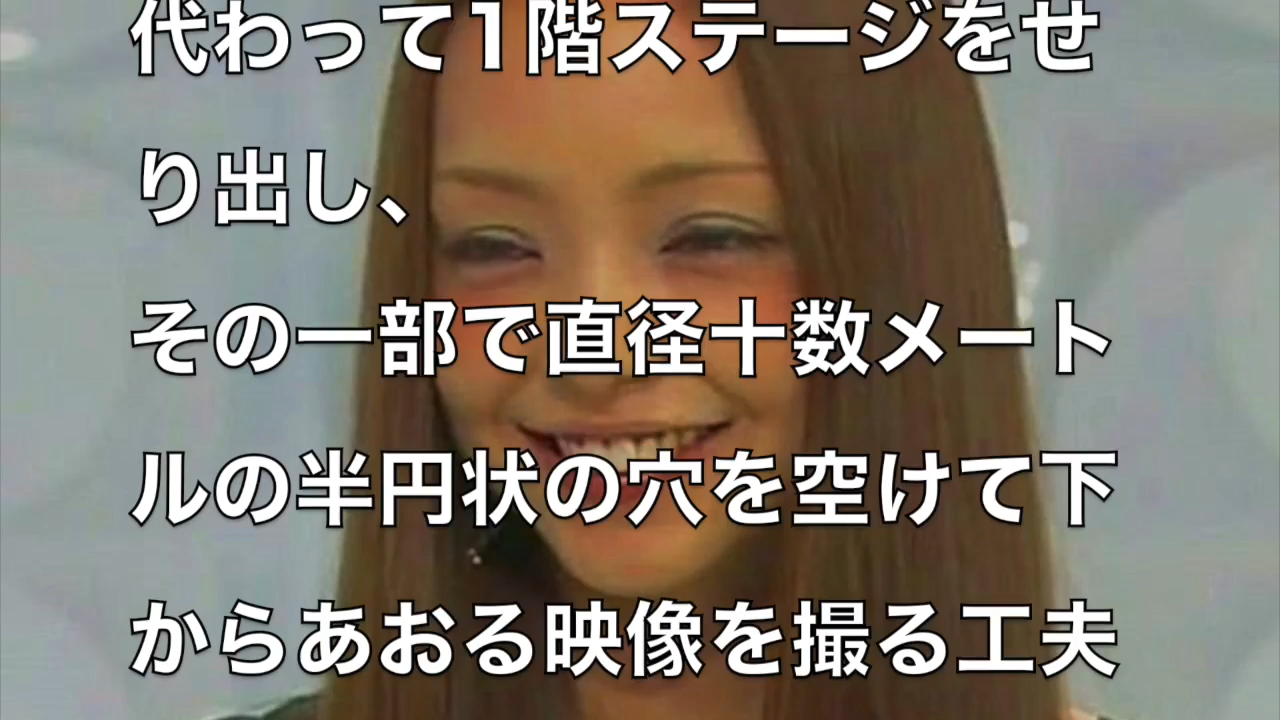 代わって1階ステージをせ
り出し、
その一部で直径十数メート
ルの半円状の穴を空けて下
からあおる映像を撮る工夫